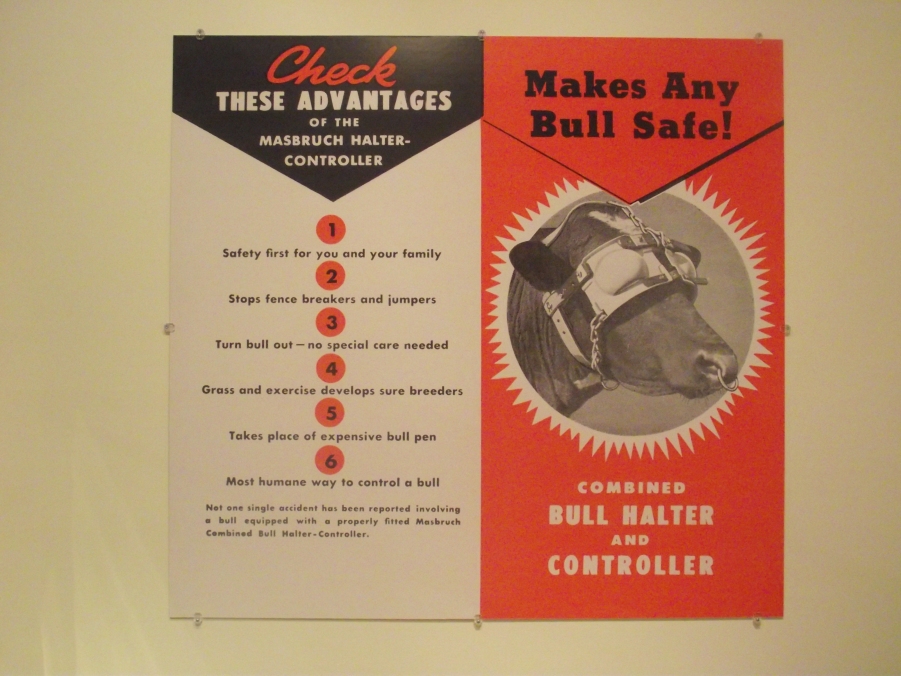 Check
THESE ADVANTAGES
OF THE
MASBRUCH HALTER-
CONTROLLER
1
Safety first for you and your family
2
Stops fence breakers and jumpers
3
Turn bull out — no special care needed
4
Grass and exercise develops sure breeders
5
Takes place of expensive bull pen
6
Most humane way to control a bull
Not one single accident has been reported involving
a bull equipped with a properly fitted Masbruch
Combined Bull Halter-Controller.
Makes Any
Bull Safe!
COMBINED
BULL HALTER
AND
CONTROLLER